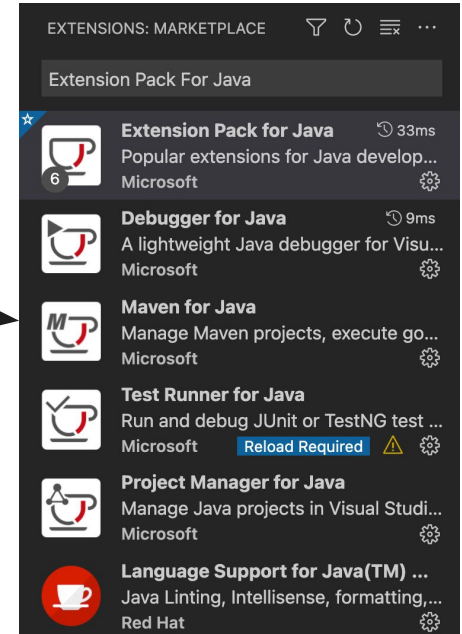 EXTENSIONS: MARKETPLACE
Extension Pack For Java
Extension Pack for Java 33ms
Popular extensions for Java develop...
6
Microsoft
Debugger for Java 9ms
A lightweight Java debugger for Visu...
Microsoft
Maven for Java
M
Manage Maven projects, execute go...
Microsoft
Test Runner for Java
Run and debug JUnit or TestNG test ...
Microsoft Reload Required
Project Manager for Java
Manage Java projects in Visual Studi...
Microsoft
Language Support for Java(TM) ...
Java Linting, Intellisense, formatting,...
Red Hat